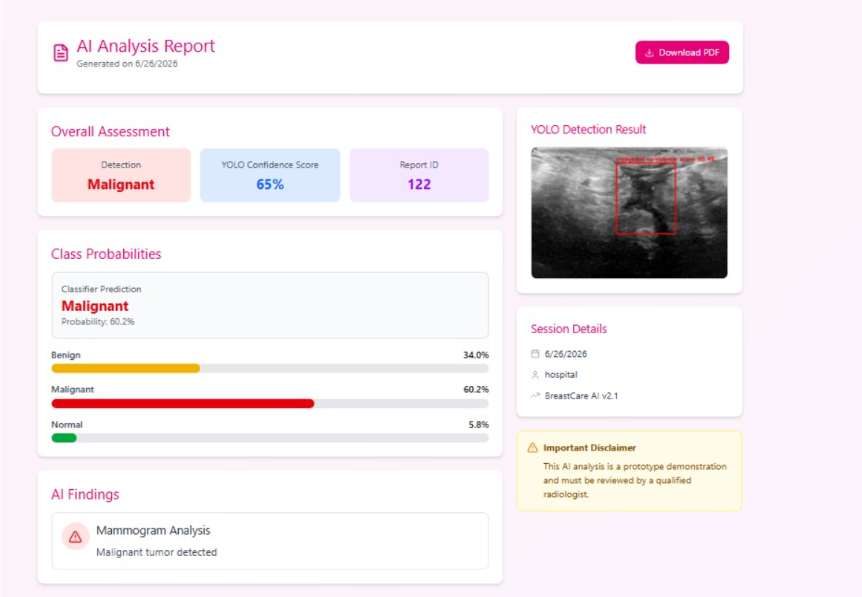 AI Analysis Report
Generated on 6/26/2026
Download PDF
Overall Assessment
Detection
Malignant
YOLO Confidence Score
65%
Report ID
122
Class Probabilities
Classifier Prediction
Malignant
Probability: 60.2%
Benign
34.0%
Malignant
60.2%
Normal
5.8%
AI Findings
Mammogram Analysis
Malignant tumor detected
YOLO Detection Result
Session Details
6/26/2026
hospital
BreastCare AI v2.1
Important Disclaimer
This AI analysis is a prototype demonstration
and must be reviewed by a qualified
radiologist.